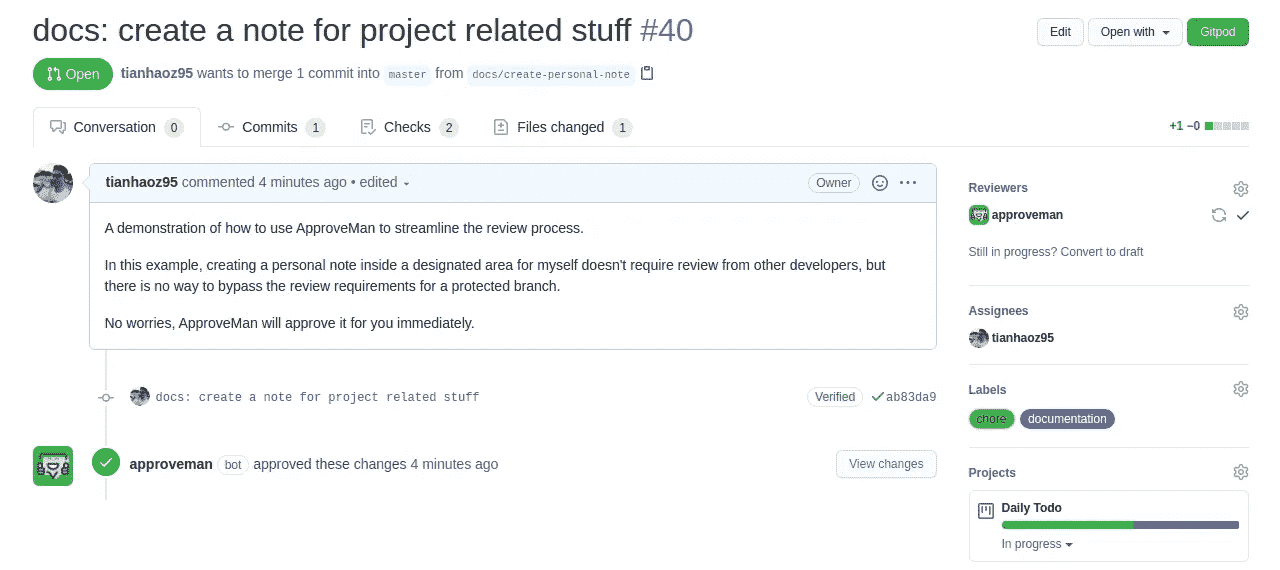 docs: create a note for project related stuff #40
Edit
Open with
Gitpod
Open
tianhaoz95 wants to merge 1 commit into master from docs/create-personal-note
Conversation 0
Commits 1
Checks 2
Files changed 1
+1 −0
tianhaoz95 commented 4 minutes ago • edited
Owner
A demonstration of how to use ApproveMan to streamline the review process.
In this example, creating a personal note inside a designated area for myself doesn't require review from other developers, but
there is no way to bypass the review requirements for a protected branch.
No worries, ApproveMan will approve it for you immediately.
docs: create a note for project related stuff
Verified
ab83da9
approveman bot approved these changes 4 minutes ago
View changes
Reviewers
approveman
Still in progress? Convert to draft
Assignees
tianhaoz95
Labels
chore documentation
Projects
Daily Todo
In progress